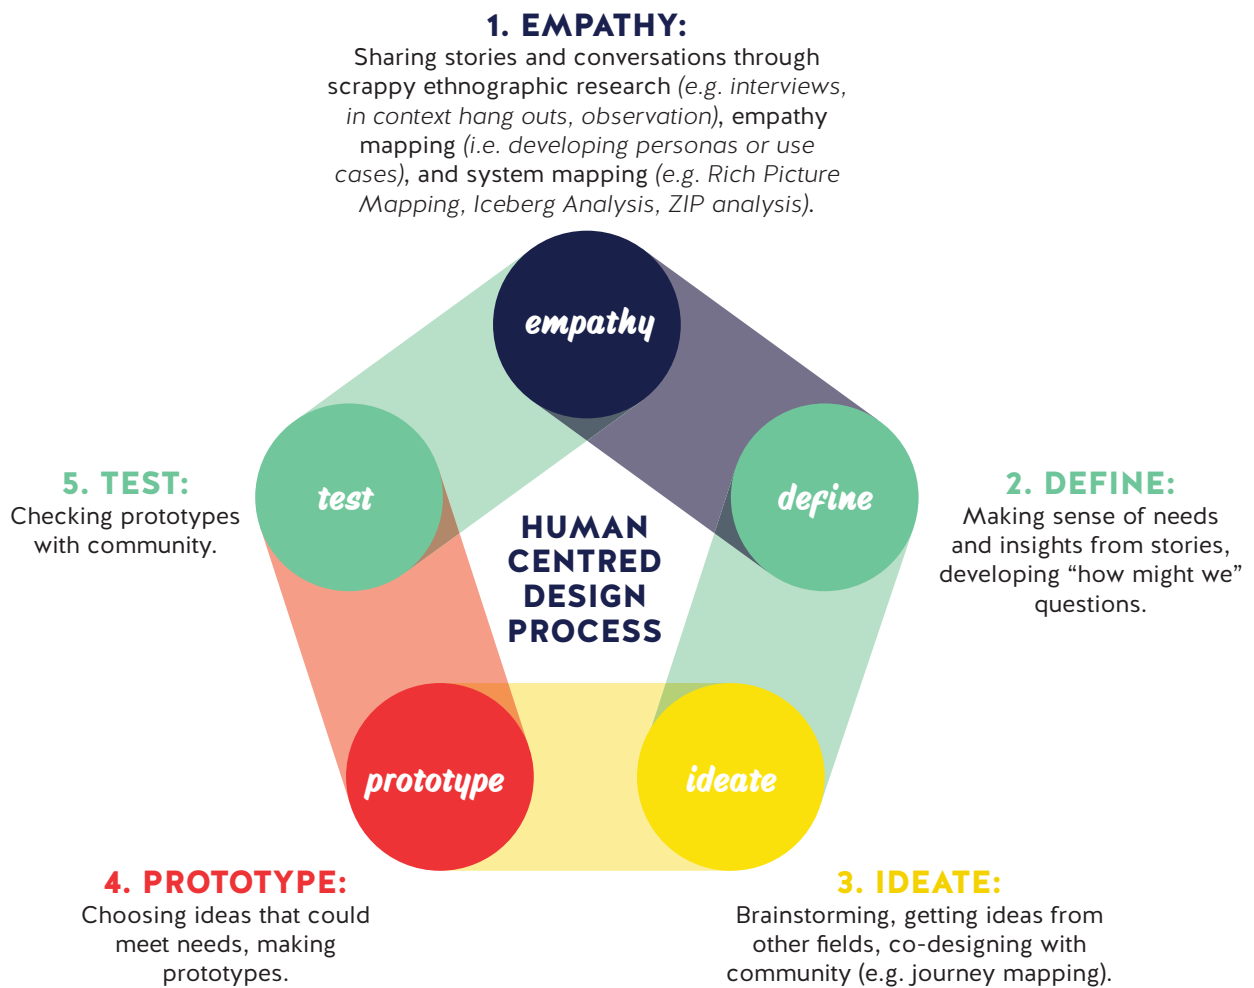 1. EMPATHY:
Sharing stories and conversations through
scrappy ethnographic research (e.g. interviews,
in context hang outs, observation), empathy
mapping (i.e. developing personas or use
cases), and system mapping (e.g. Rich Picture
Mapping, Iceberg Analysis, ZIP analysis).
empathy
define
2. DEFINE:
Making sense of needs
and insights from stories,
developing “how might we”
questions.
ideate
3. IDEATE:
Brainstorming, getting ideas from
other fields, co-designing with
community (e.g. journey mapping).
prototype
4. PROTOTYPE:
Choosing ideas that could
meet needs, making
prototypes.
test
5. TEST:
Checking prototypes
with community.
HUMAN
CENTRED
DESIGN
PROCESS